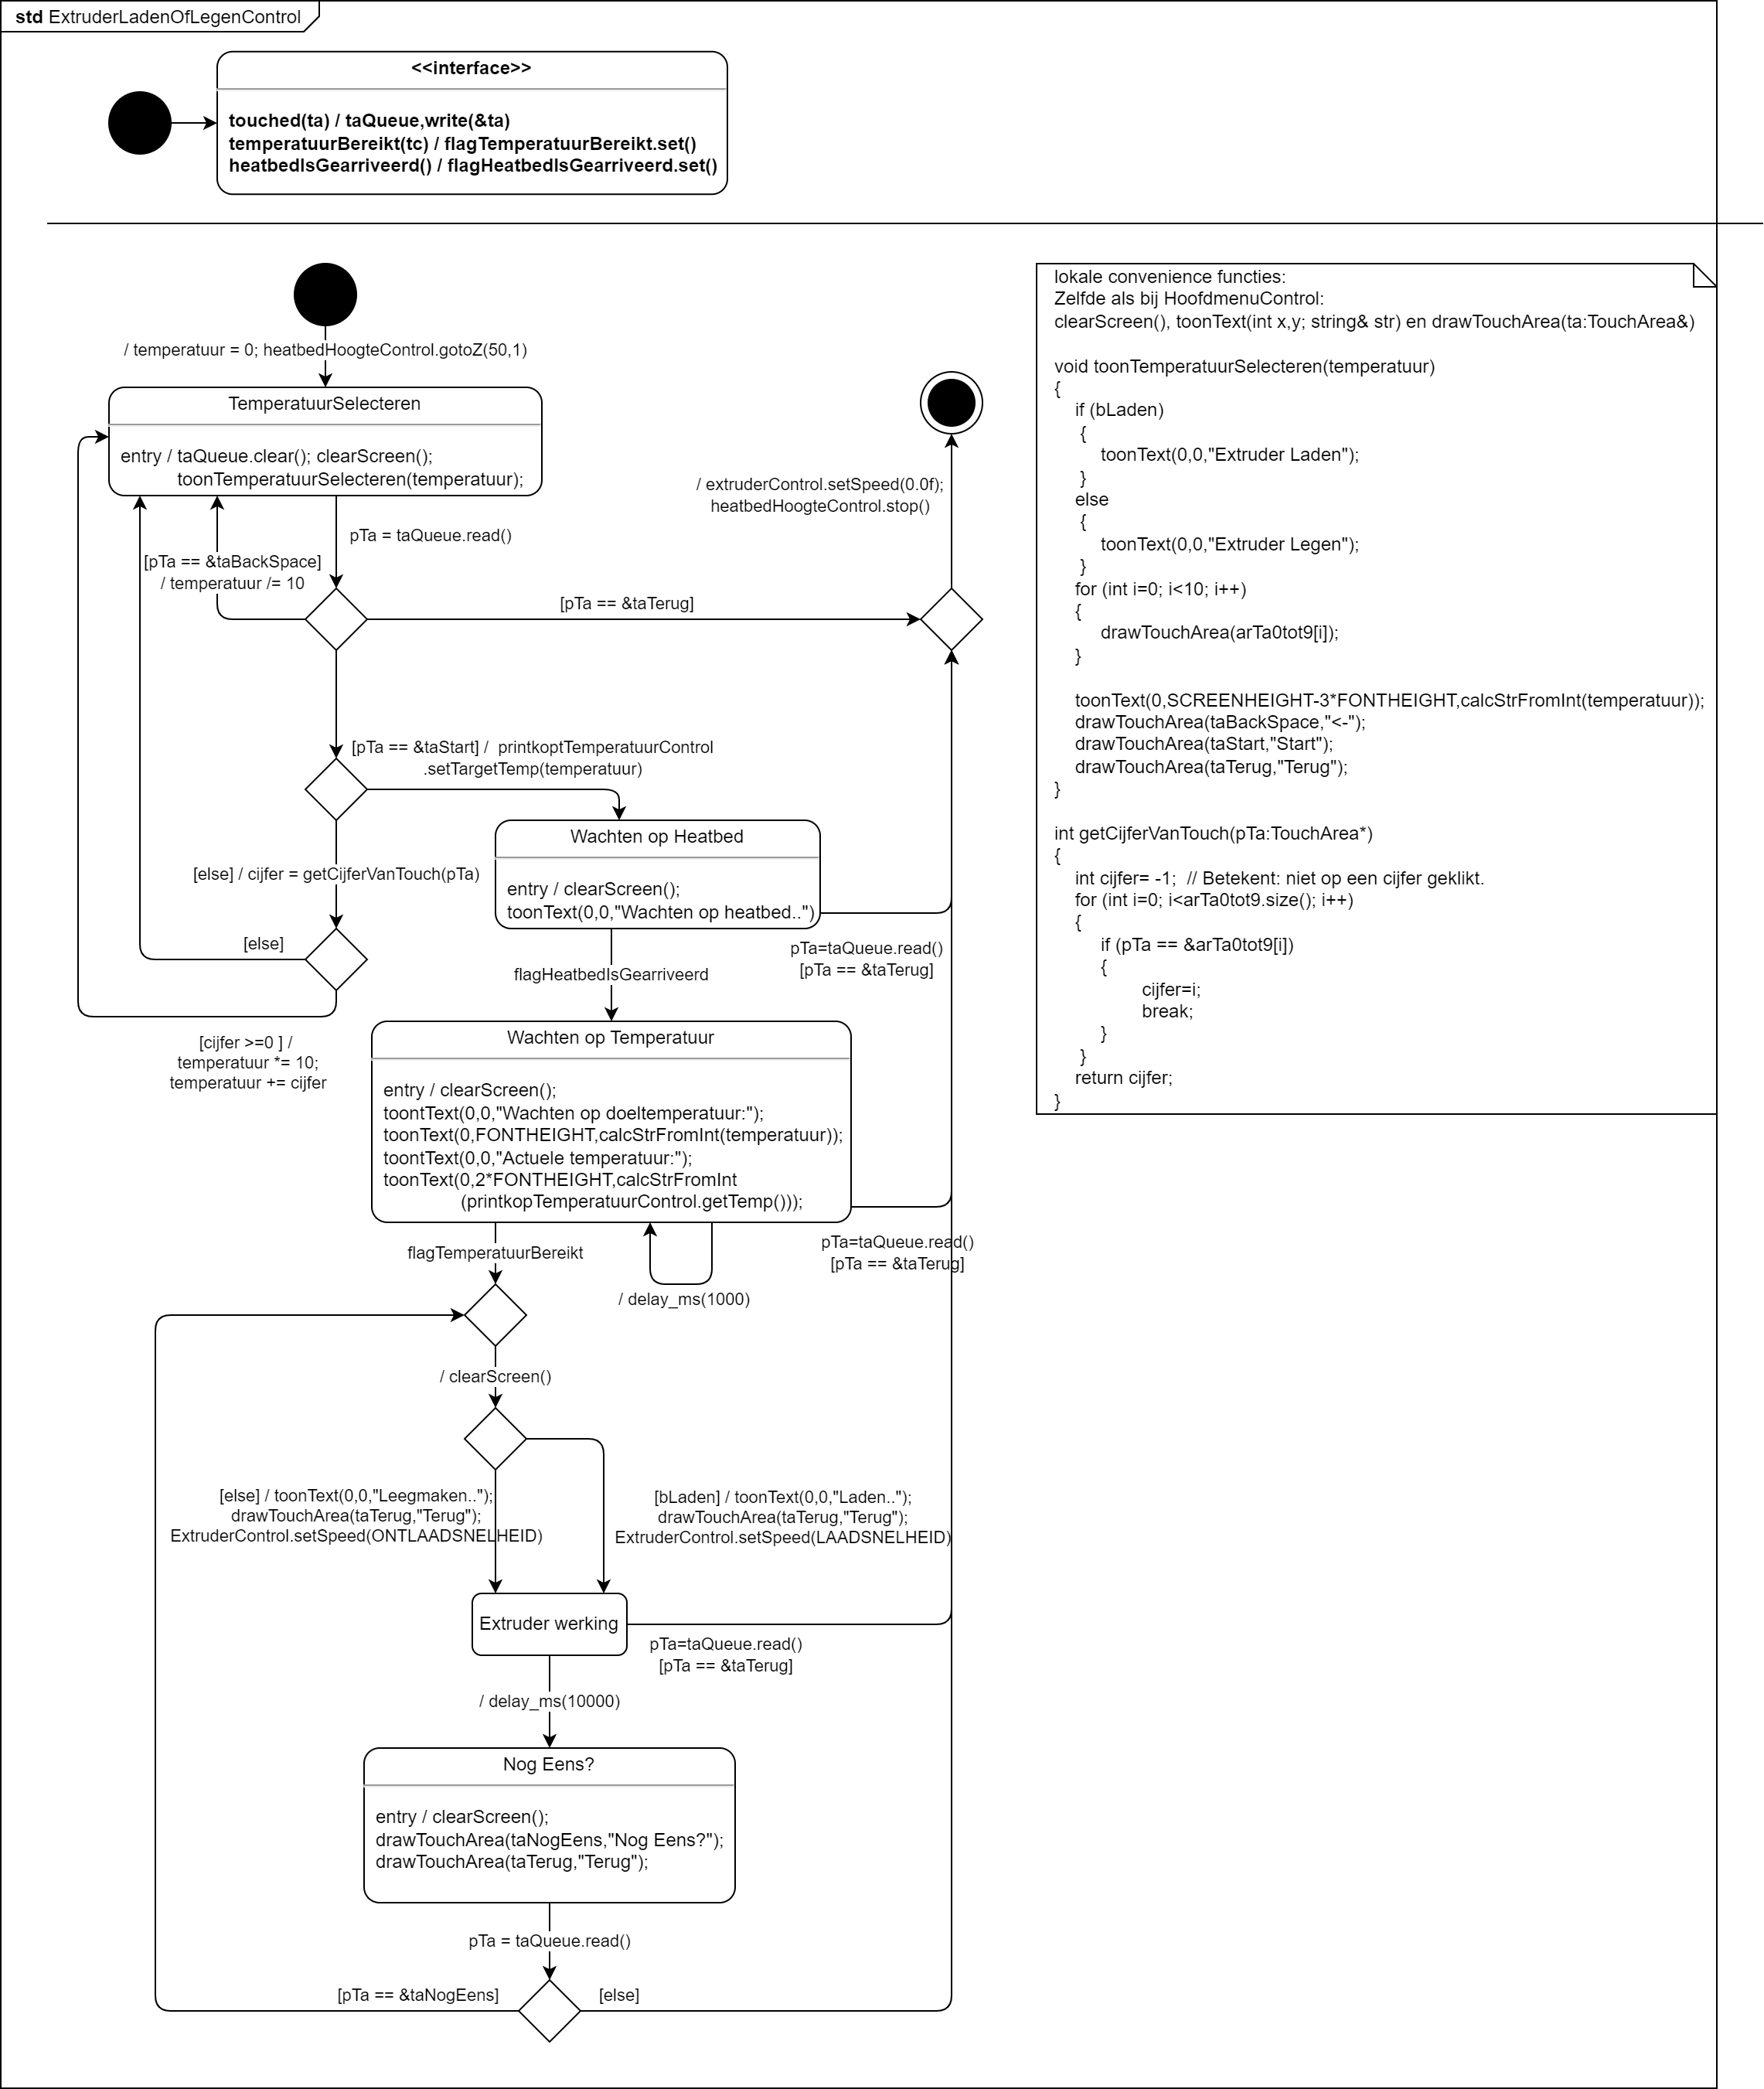 std ExtruderLadenOfLegenControl
<<interface>>
touched(ta) / taQueue,write(&ta)
temperatuurBereikt(tc) / flagTemperatuurBereikt.set()
heatbedIsGearriveerd() / flagHeatbedIsGearriveerd.set()
/ temperatuur = 0; heatbedHoogteControl.gotoZ(50,1)
TemperatuurSelecteren
entry / taQueue.clear(); clearScreen();
toonTemperatuurSelecteren(temperatuur);
pTa = taQueue.read()
[pTa == &taBackSpace]
/ temperatuur /= 10
[pTa == &taTerug]
/ extruderControl.setSpeed(0.0f);
heatbedHoogteControl.stop()
[pTa == &taStart] /  printkoptTemperatuurControl
.setTargetTemp(temperatuur)
Wachten op Heatbed
entry / clearScreen();
toonText(0,0,"Wachten op heatbed..")
[else] / cijfer = getCijferVanTouch(pTa)
[else]
pTa=taQueue.read()
[pTa == &taTerug]
flagHeatbedIsGearriveerd
[cijfer >=0 ] /
temperatuur *= 10;
temperatuur += cijfer
Wachten op Temperatuur
entry / clearScreen();
toontText(0,0,"Wachten op doeltemperatuur:");
toonText(0,FONTHEIGHT,calcStrFromInt(temperatuur));
toontText(0,0,"Actuele temperatuur:");
toonText(0,2*FONTHEIGHT,calcStrFromInt
(printkopTemperatuurControl.getTemp()));
flagTemperatuurBereikt
/ delay_ms(1000)
pTa=taQueue.read()
[pTa == &taTerug]
/ clearScreen()
[else] / toonText(0,0,"Leegmaken..");
drawTouchArea(taTerug,"Terug");
ExtruderControl.setSpeed(ONTLAADSNELHEID)
[bLaden] / toonText(0,0,"Laden..");
drawTouchArea(taTerug,"Terug");
ExtruderControl.setSpeed(LAADSNELHEID)
Extruder werking
pTa=taQueue.read()
[pTa == &taTerug]
/ delay_ms(10000)
Nog Eens?
entry / clearScreen();
drawTouchArea(taNogEens,"Nog Eens?");
drawTouchArea(taTerug,"Terug");
pTa = taQueue.read()
[pTa == &taNogEens]
[else]
lokale convenience functies:
Zelfde als bij HoofdmenuControl:
clearScreen(), toonText(int x,y; string& str) en drawTouchArea(ta:TouchArea&)
void toonTemperatuurSelecteren(temperatuur)
{
if (bLaden)
{
toonText(0,0,"Extruder Laden");
}
else
{
toonText(0,0,"Extruder Legen");
}
for (int i=0; i<10; i++)
{
drawTouchArea(arTa0tot9[i]);
}
toonText(0,SCREENHEIGHT-3*FONTHEIGHT,calcStrFromInt(temperatuur));
drawTouchArea(taBackSpace,"<-");
drawTouchArea(taStart,"Start");
drawTouchArea(taTerug,"Terug");
}
int getCijferVanTouch(pTa:TouchArea*)
{
int cijfer= -1;  // Betekent: niet op een cijfer geklikt.
for (int i=0; i<arTa0tot9.size(); i++)
{
if (pTa == &arTa0tot9[i])
{
cijfer=i;
break;
}
}
return cijfer;
}